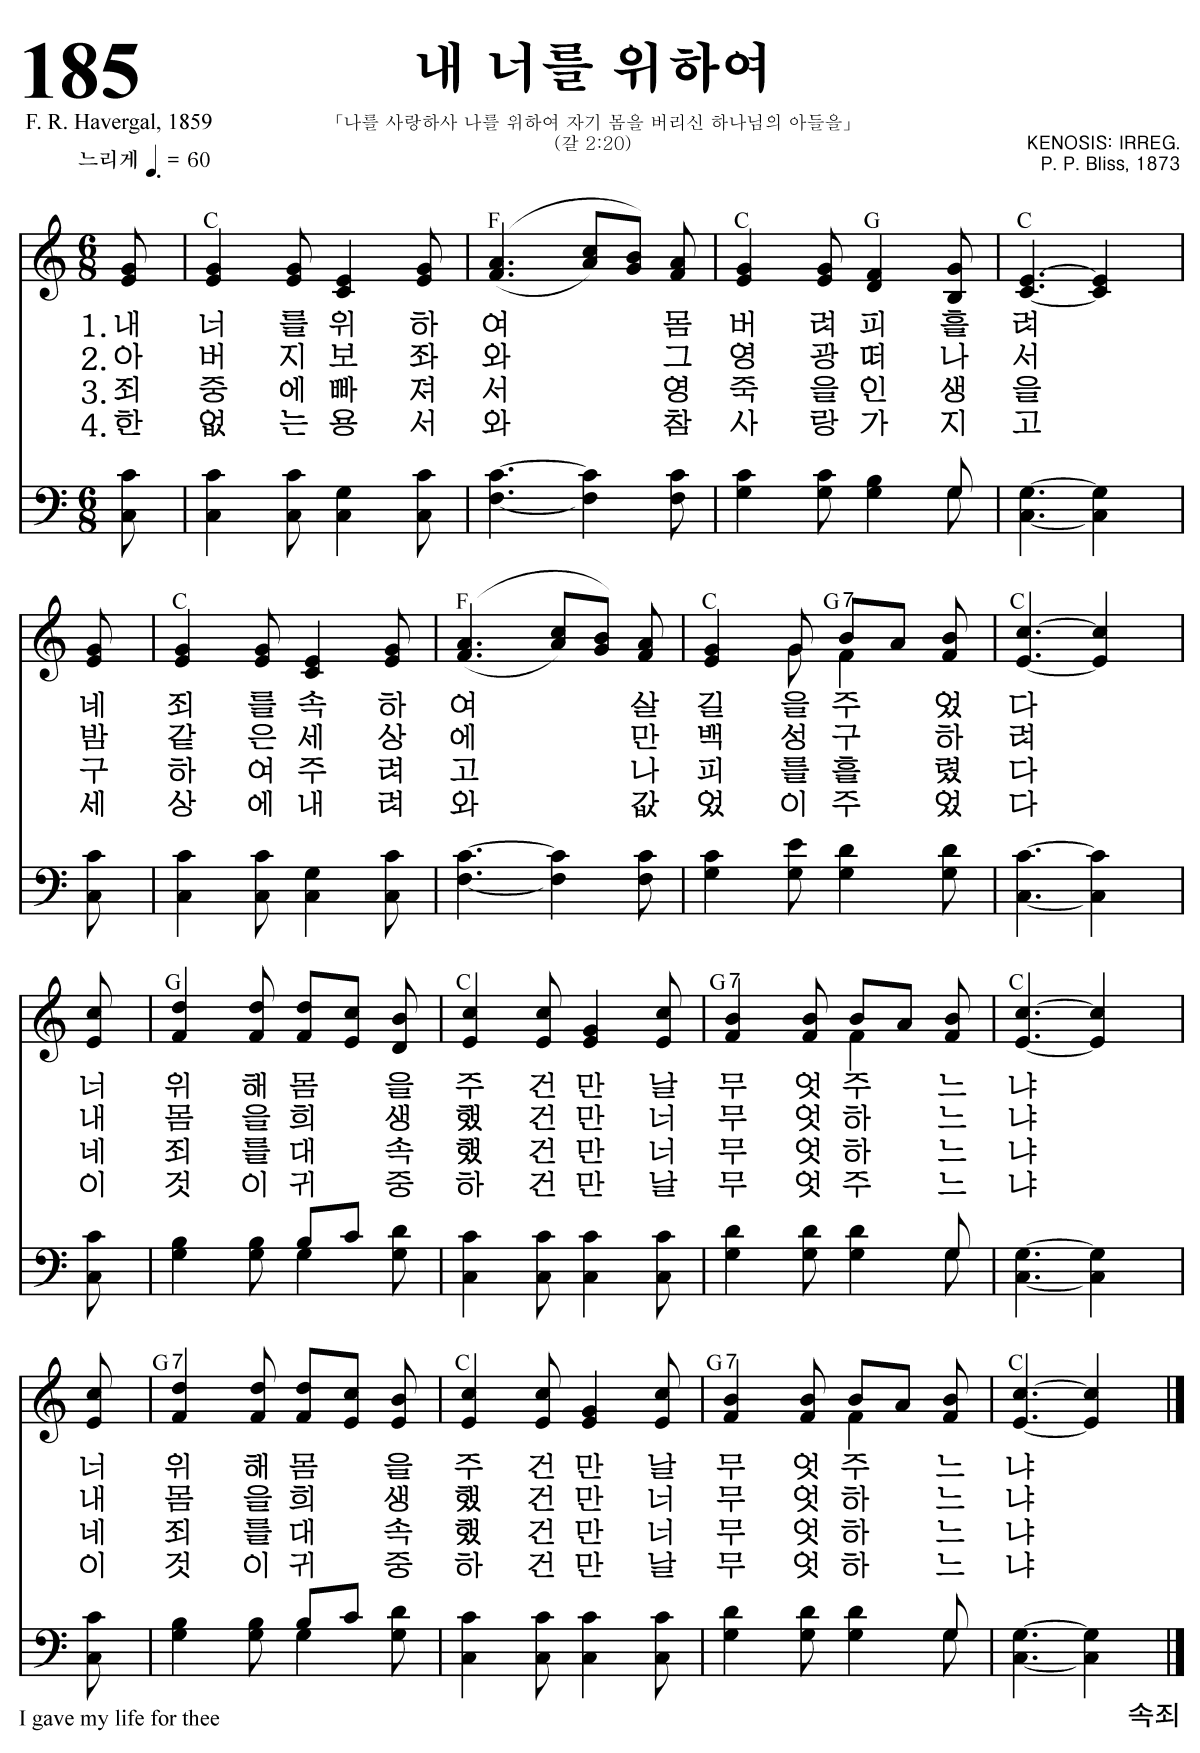 185
내 너를 위하여
F. R. Havergal, 1859
「나를 사랑하사 나를 위하여 자기 몸을 버리신 하나님의 아들을」
(갈 2:20)
느리게 ♩. = 60
KENOSIS: IRREG.
P. P. Bliss, 1873
C F C G C
6 8
1. 내 너 를 위 하 여 몸 버 려 피 흘 려
2. 아 버 지 보 좌 와 그 영 광 떠 나 서
3. 죄 중 에 빠 져 서 영 죽 을 인 생 을
4. 한 없 는 용 서 와 참 사 랑 가 지 고
6 8
C F C G7 C
네 죄 를 속 하 여 살 길 을 주 었 다
밤 같 은 세 상 에 만 백 성 구 하 려
구 하 여 주 려 고 나 피 를 흘 렸 다
세 상 에 내 려 와 값 없 이 주 었 다
G C G7 C
너 위 해 몸 을 주 건 만 날 무 엇 주 느 냐
내 몸 을 희 생 했 건 만 너 무 엇 하 느 냐
네 죄 를 대 속 했 건 만 너 무 엇 하 느 냐
이 것 이 귀 중 하 건 만 날 무 엇 주 느 냐
G7 C G7 C
너 위 해 몸 을 주 건 만 날 무 엇 주 느 냐
내 몸 을 희 생 했 건 만 너 무 엇 하 느 냐
네 죄 를 대 속 했 건 만 너 무 엇 하 느 냐
이 것 이 귀 중 하 건 만 날 무 엇 하 느 냐
I gave my life for thee
속죄